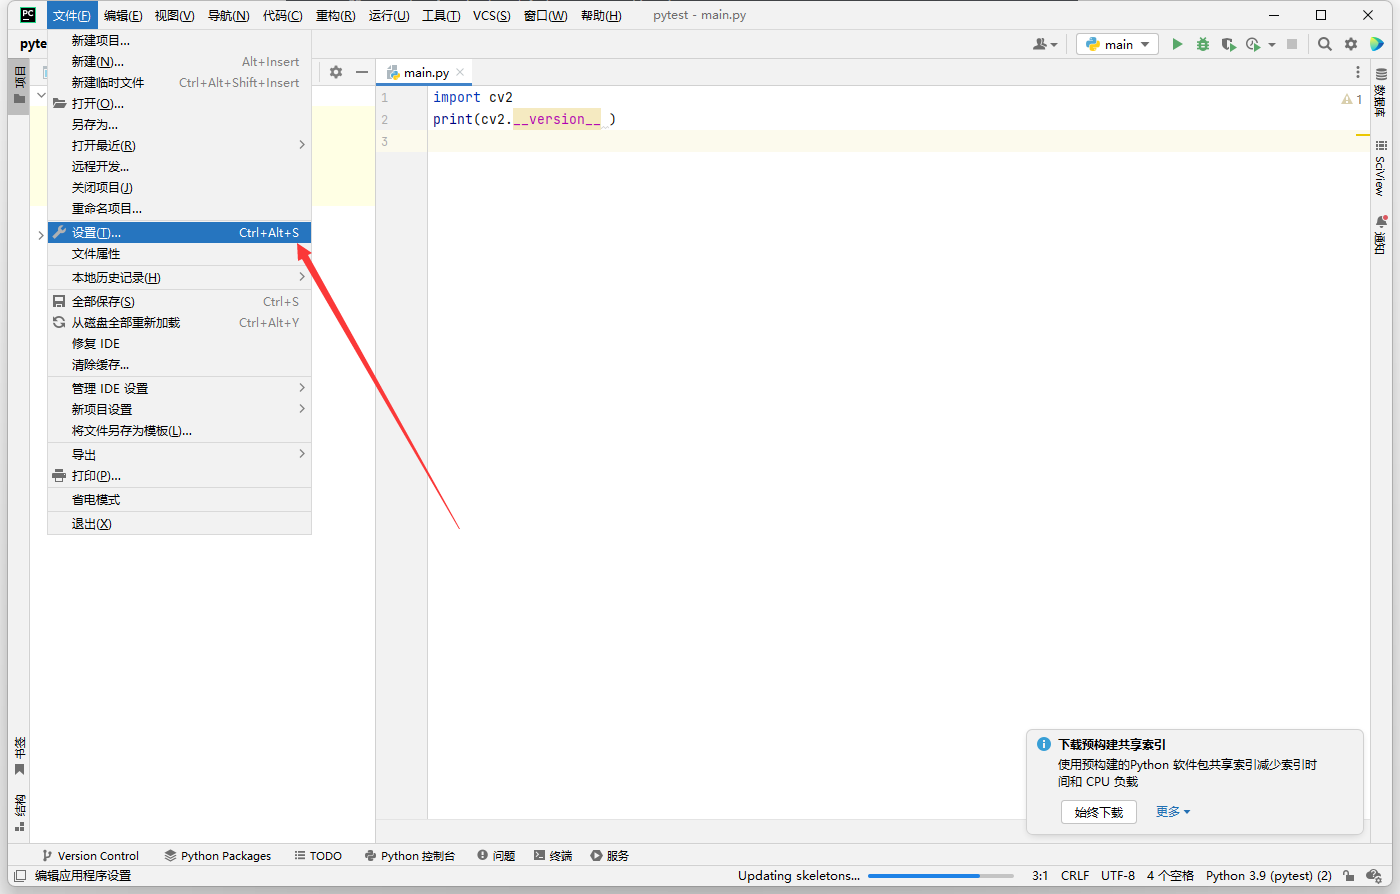 PC 文件(F) 编辑(E) 视图(V) 导航(N) 代码(C) 重构(R) 运行(U) 工具(T) VCS(S) 窗口(W) 帮助(H) pytest - main.py
pyte
main
新建项目...
新建(N)... Alt+Insert
新建临时文件 Ctrl+Alt+Shift+Insert
打开(O)...
另存为...
打开最近(R)
远程开发...
关闭项目(J)
重命名项目...
设置(T)... Ctrl+Alt+S
文件属性
本地历史记录(H)
全部保存(S) Ctrl+S
从磁盘全部重新加载 Ctrl+Alt+Y
修复 IDE
清除缓存...
管理 IDE 设置
新项目设置
将文件另存为模板(L)...
导出
打印(P)...
省电模式
退出(X)
项目
书签
结构
main.py
1 import cv2
2 print(cv2.__version__ )
3
1
数据库
SciView
通知
下载预构建共享索引
使用预构建的Python 软件包共享索引减少索引时
间和 CPU 负载
始终下载 更多
Version Control Python Packages TODO Python 控制台 问题 终端 服务
编辑应用程序设置 Updating skeletons... 3:1 CRLF UTF-8 4 个空格 Python 3.9 (pytest) (2)